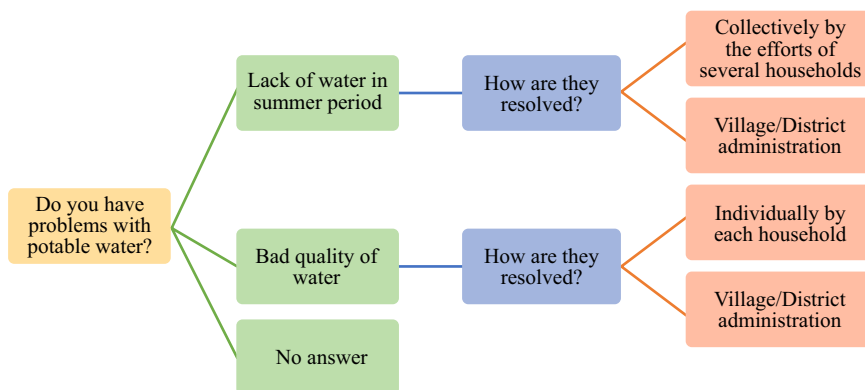 Do you have
problems with
potable water?
Lack of water in
summer period
How are they
resolved?
Collectively by
the efforts of
several households
Village/District
administration
Bad quality of
water
How are they
resolved?
Individually by
each household
Village/District
administration
No answer